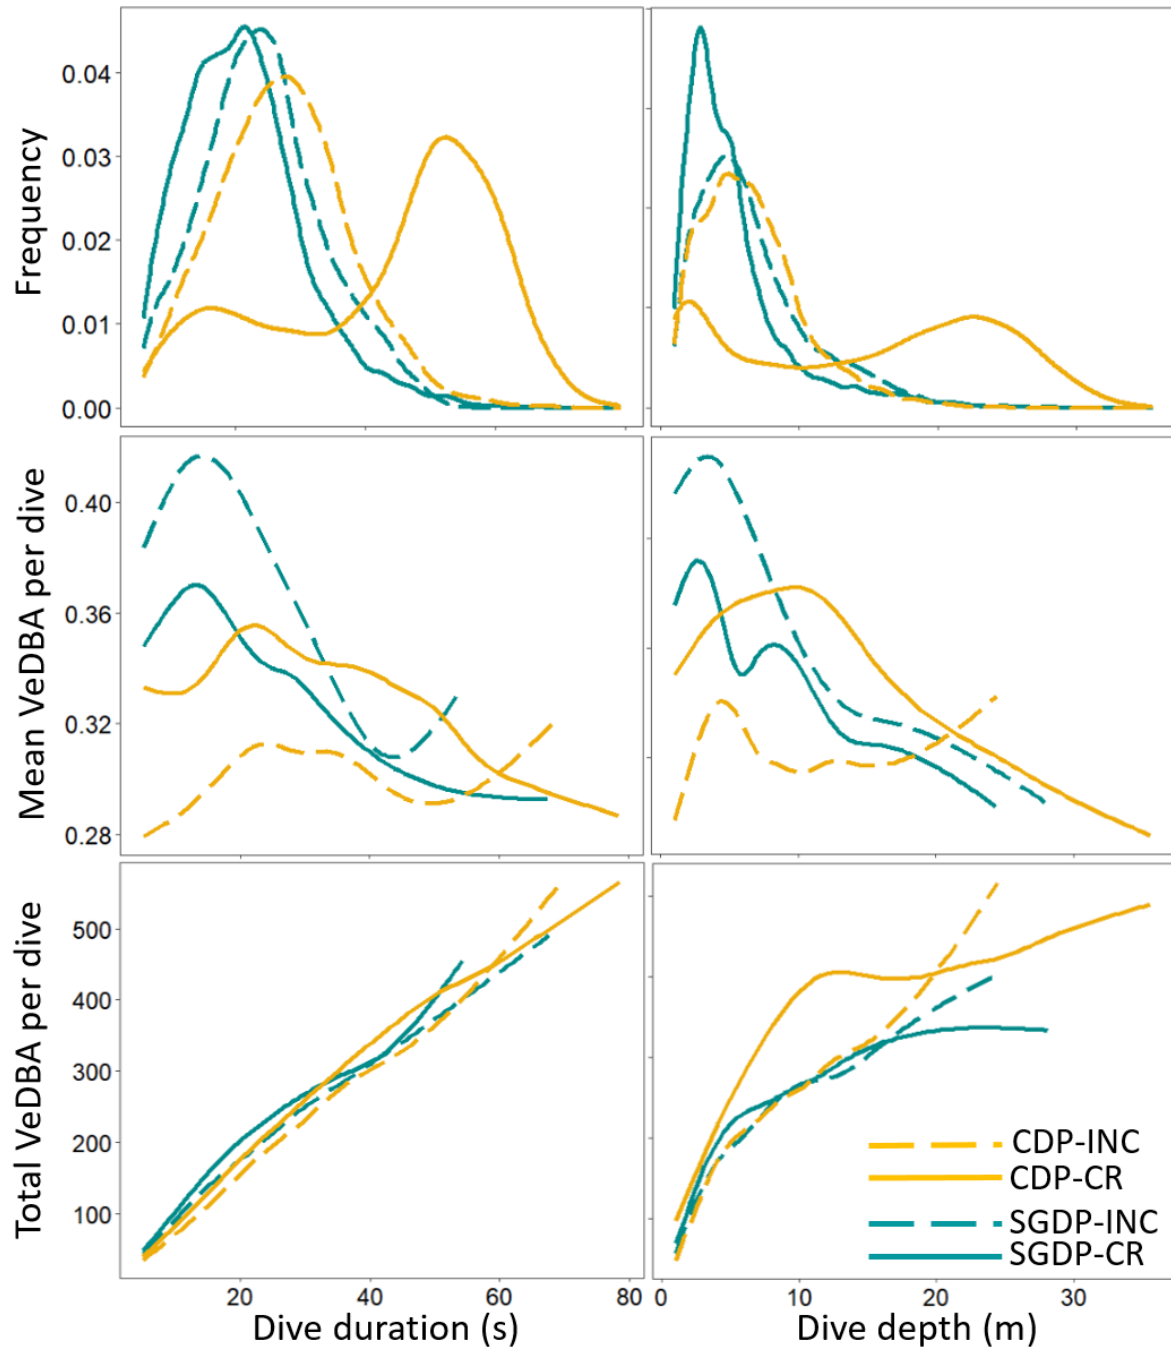 Frequency
0.04
0.03
0.02
0.01
0.00
Mean VeDBA per dive
0.40
0.36
0.32
0.28
Total VeDBA per dive
500
400
300
200
100
CDP-INC
CDP-CR
SGDP-INC
SGDP-CR
20 40 60 80
0 10 20 30
Dive duration (s)
Dive depth (m)